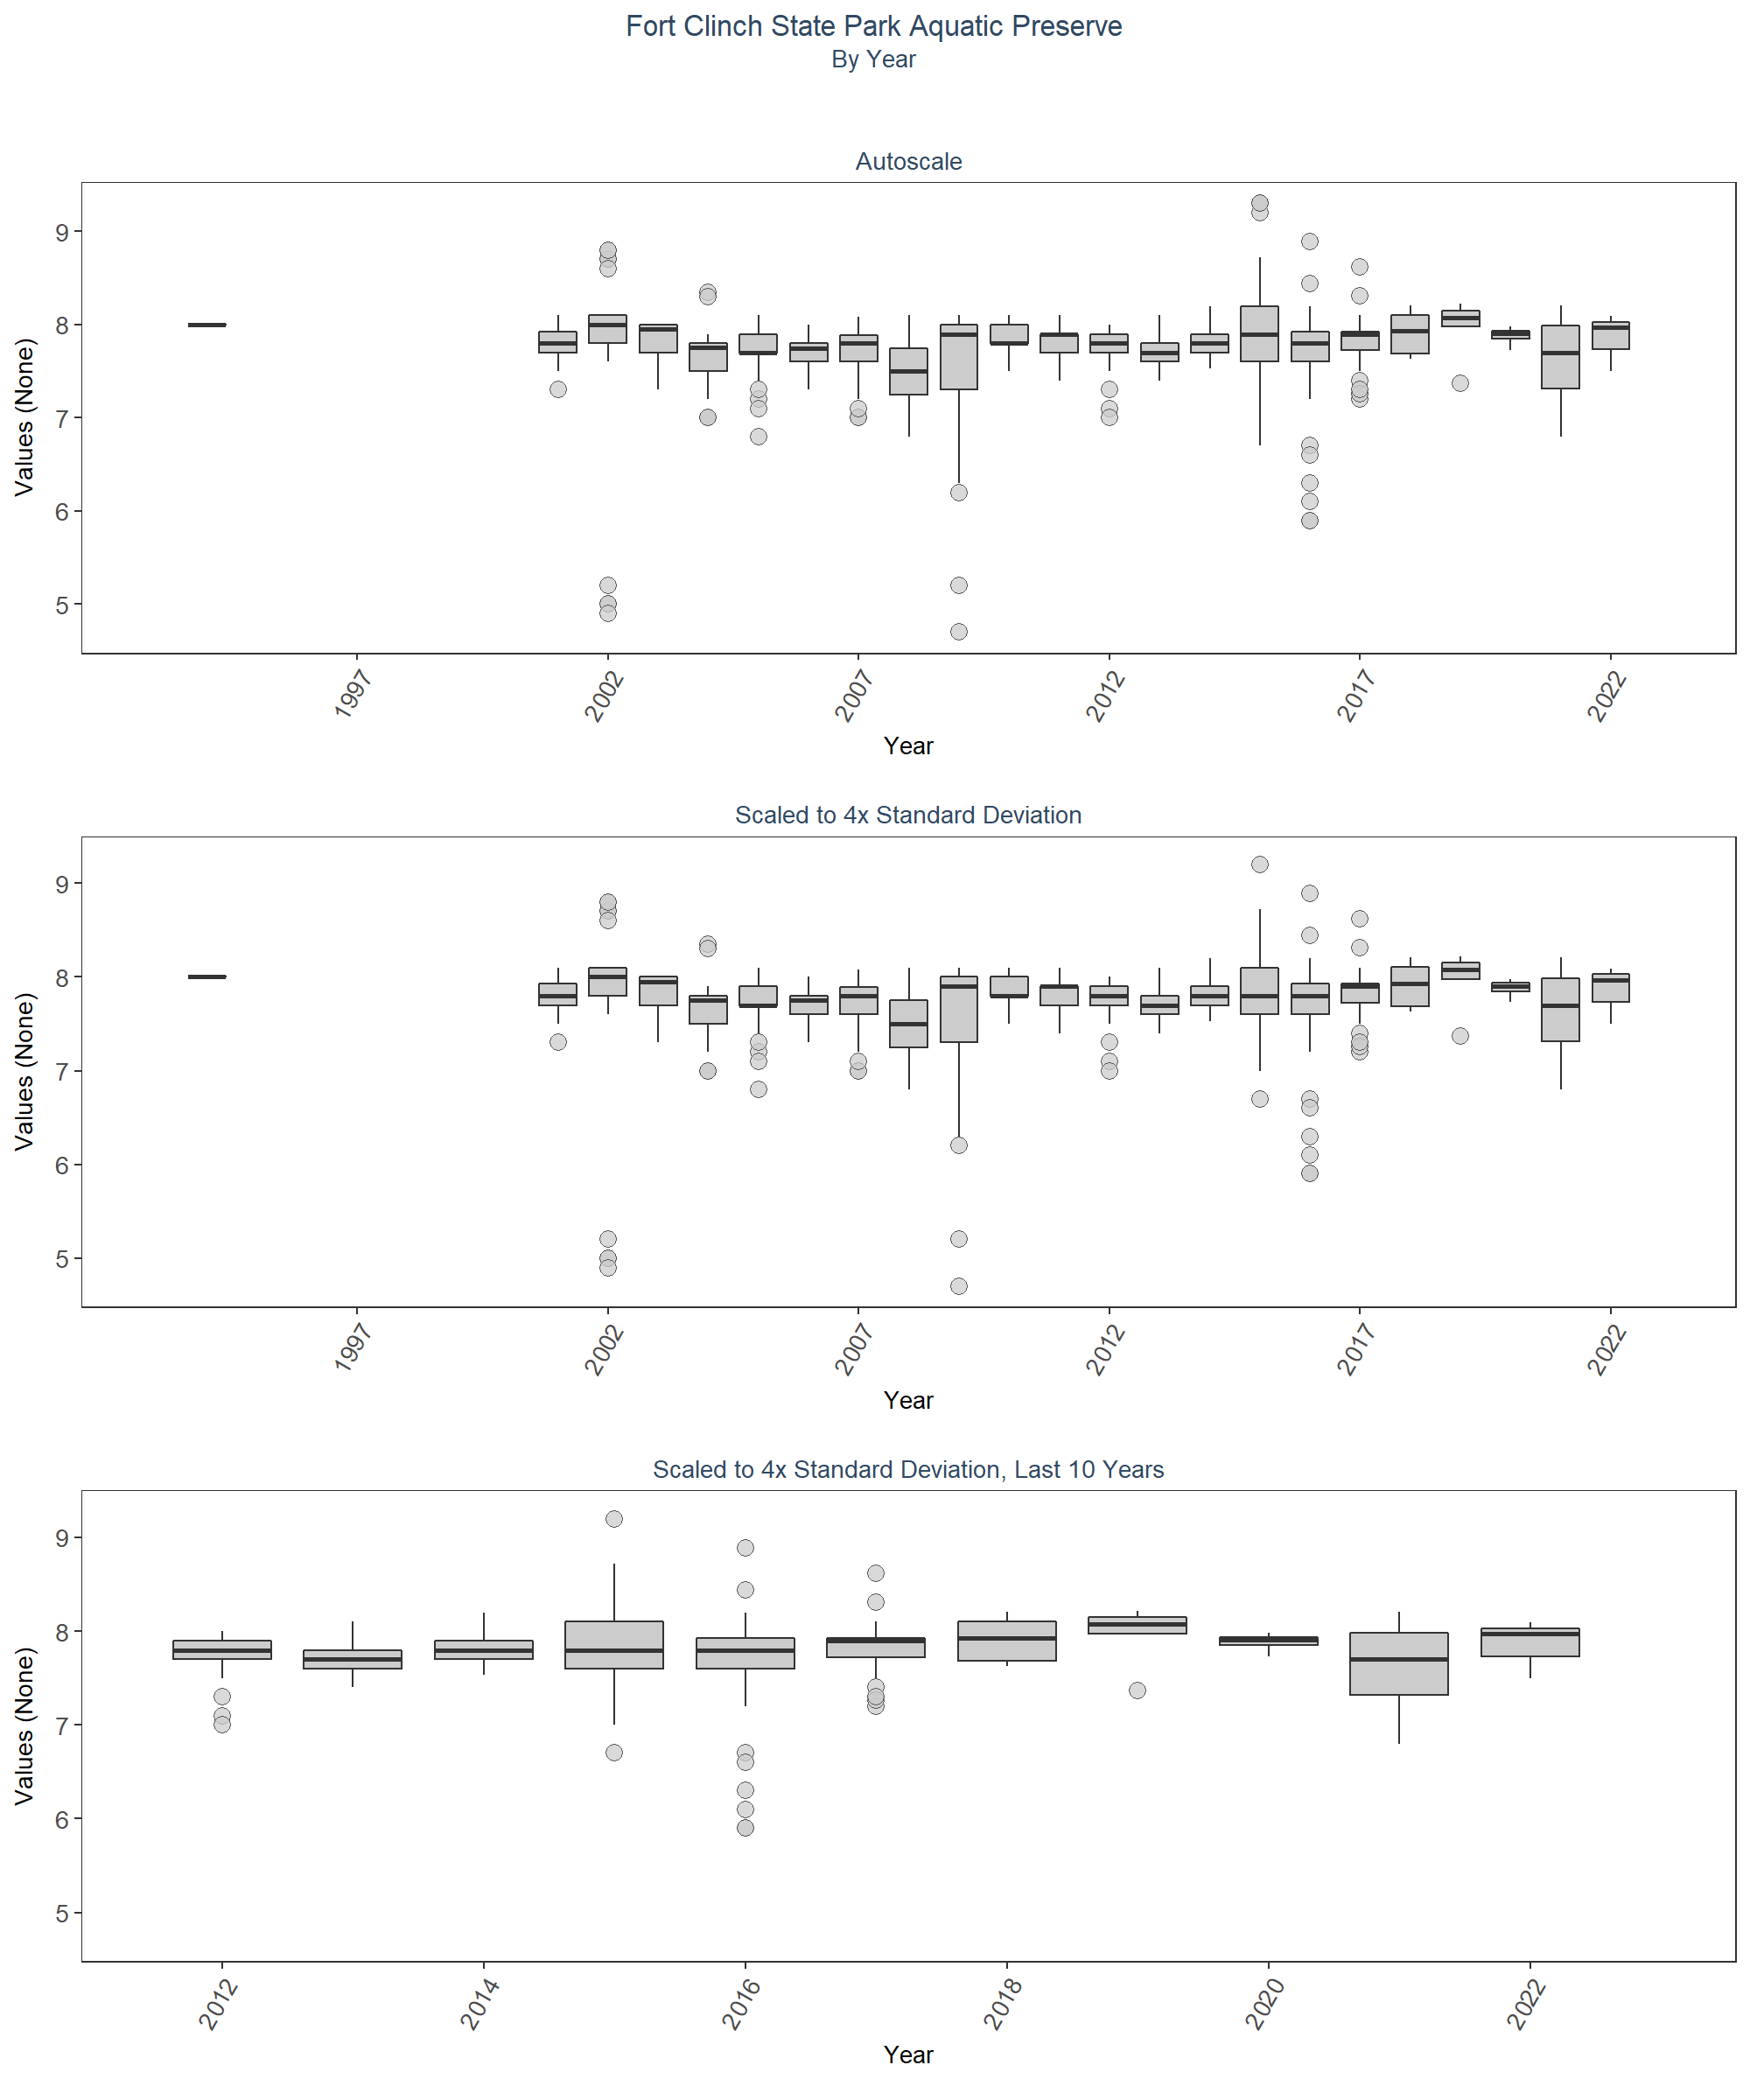 Fort Clinch State Park Aquatic Preserve
By Year
Autoscale
Values (None)
9
8
7
6
5
1997 2002 2007 2012 2017 2022
Year
Scaled to 4x Standard Deviation
Values (None)
9
8
7
6
5
1997 2002 2007 2012 2017 2022
Year
Scaled to 4x Standard Deviation, Last 10 Years
Values (None)
9
8
7
6
5
2012 2014 2016 2018 2020 2022
Year